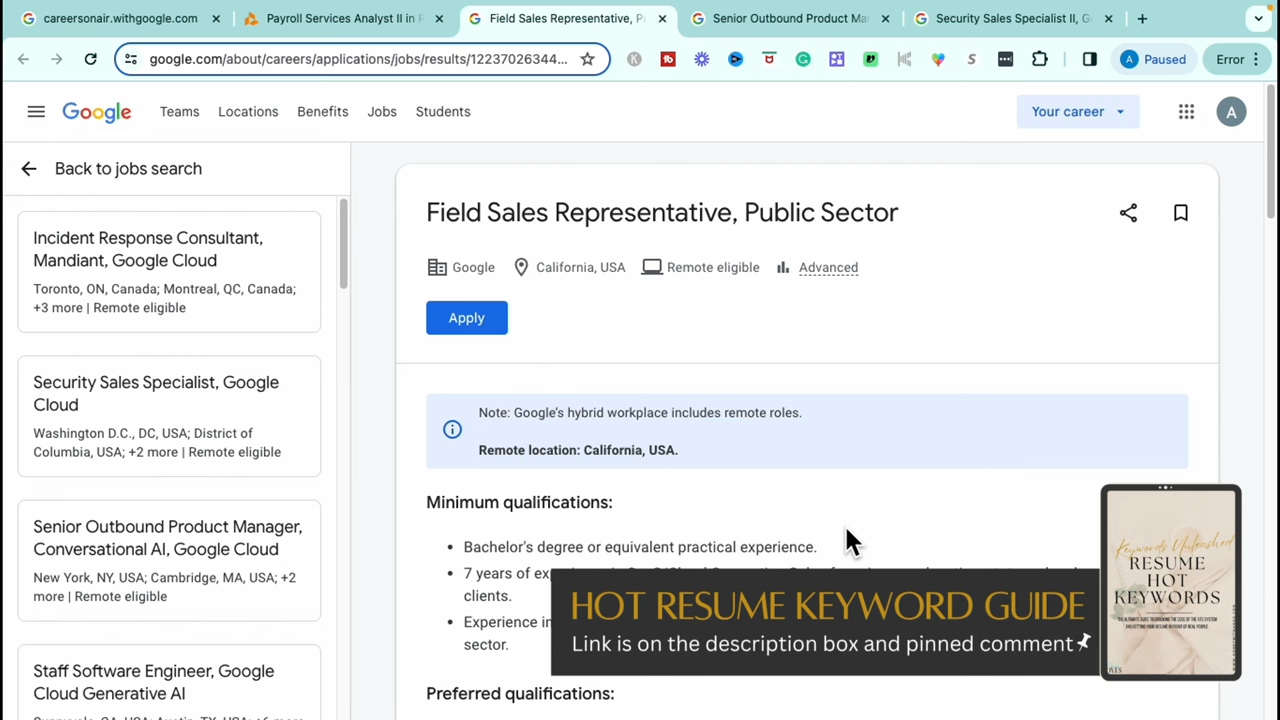 careersonair.withgoogle.com
Payroll Services Analyst II in R
Field Sales Representative, P
Senior Outbound Product Ma
Security Sales Specialist II, G
google.com/about/careers/applications/jobs/results/12237026344...
Paused
Error
Google
Teams
Locations
Benefits
Jobs
Students
Your career
A
Back to jobs search
Incident Response Consultant,
Mandiant, Google Cloud
Toronto, ON, Canada; Montreal, QC, Canada;
+3 more | Remote eligible
Security Sales Specialist, Google
Cloud
Washington D.C., DC, USA; District of
Columbia, USA; +2 more | Remote eligible
Senior Outbound Product Manager,
Conversational AI, Google Cloud
New York, NY, USA; Cambridge, MA, USA; +2
more | Remote eligible
Staff Software Engineer, Google
Cloud Generative AI
Field Sales Representative, Public Sector
Google
California, USA
Remote eligible
Advanced
Apply
Note: Google's hybrid workplace includes remote roles.
Remote location: California, USA.
Minimum qualifications:
• Bachelor's degree or equivalent practical experience.
• 7 years of
clients.
• Experience
sector.
Preferred qualifications:
HOT RESUME KEYWORD GUIDE
Link is on the description box and pinned comment
Keywords Unleashed
RESUME
HOT
KEYWORDS